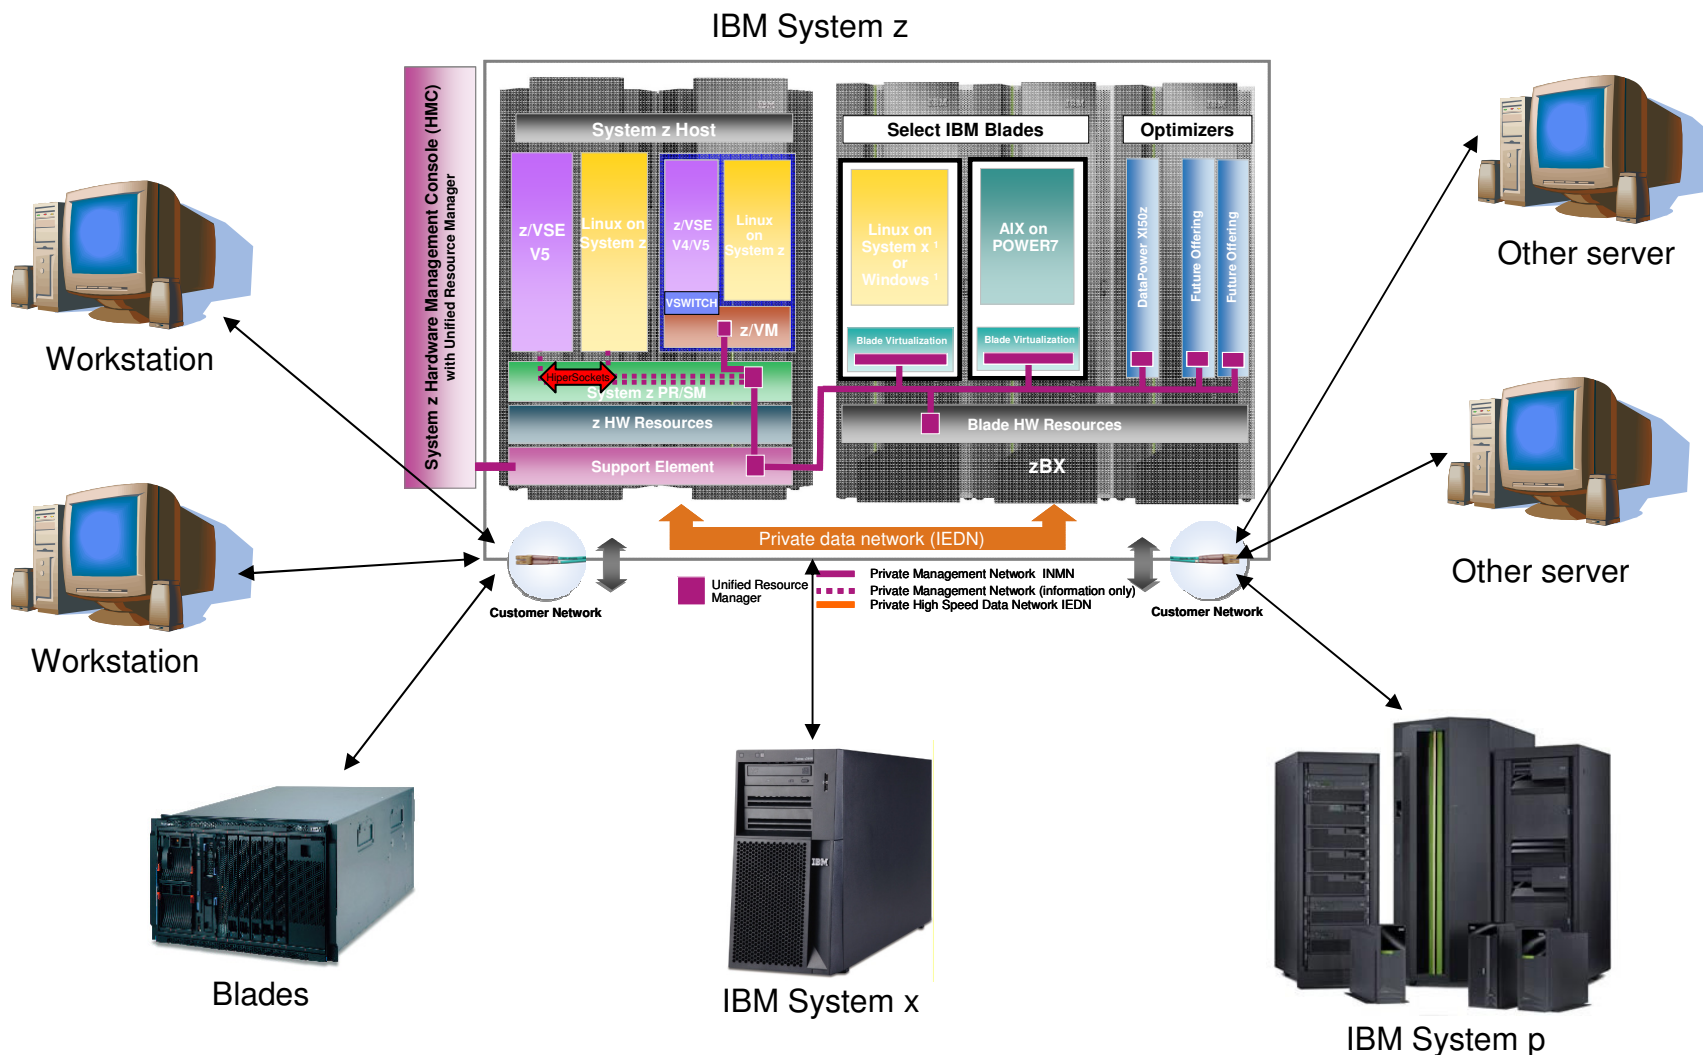 IBM System z
System z Hardware Management Console (HMC)
with Unified Resource Manager
System z Host
Select IBM Blades
Optimizers
z/VSE
V5
Linux on
System z
z/VSE
V4/V5
Linux
on
System z
VSWITCH
z/VM
Linux on
System x ¹
or
Windows ¹
AIX on
POWER7
Blade Virtualization
Blade Virtualization
DataPower XI50z
Future Offering
Future Offering
HiperSockets
System z PR/SM
z HW Resources
Support Element
Blade HW Resources
zBX
Private data network (IEDN)
Customer Network
Customer Network
Unified Resource
Manager
Private Management Network INMN
Private Management Network (information only)
Private High Speed Data Network IEDN
Workstation
Workstation
Other server
Other server
Blades
IBM
IBM System x
IBM System p